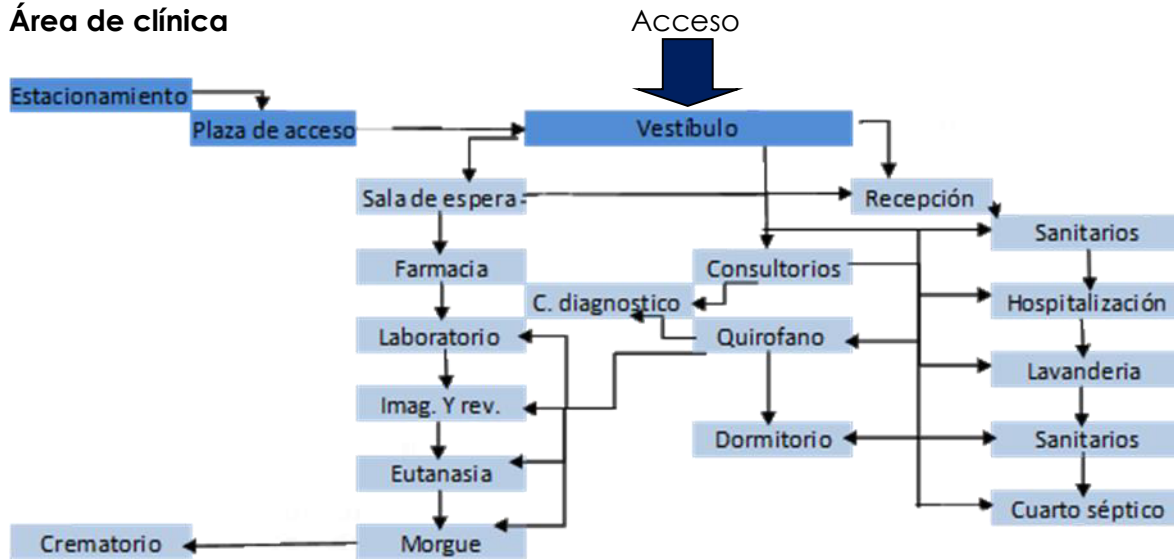 Área de clínica
Acceso
Estacionamiento
Plaza de acceso
Vestíbulo
Sala de espera
Recepción
Sanitarios
Farmacia
Consultorios
C. diagnostico
Hospitalización
Laboratorio
Quirofano
Lavanderia
Imag. Y rev.
Dormitorio
Sanitarios
Eutanasia
Cuarto séptico
Crematorio
Morgue